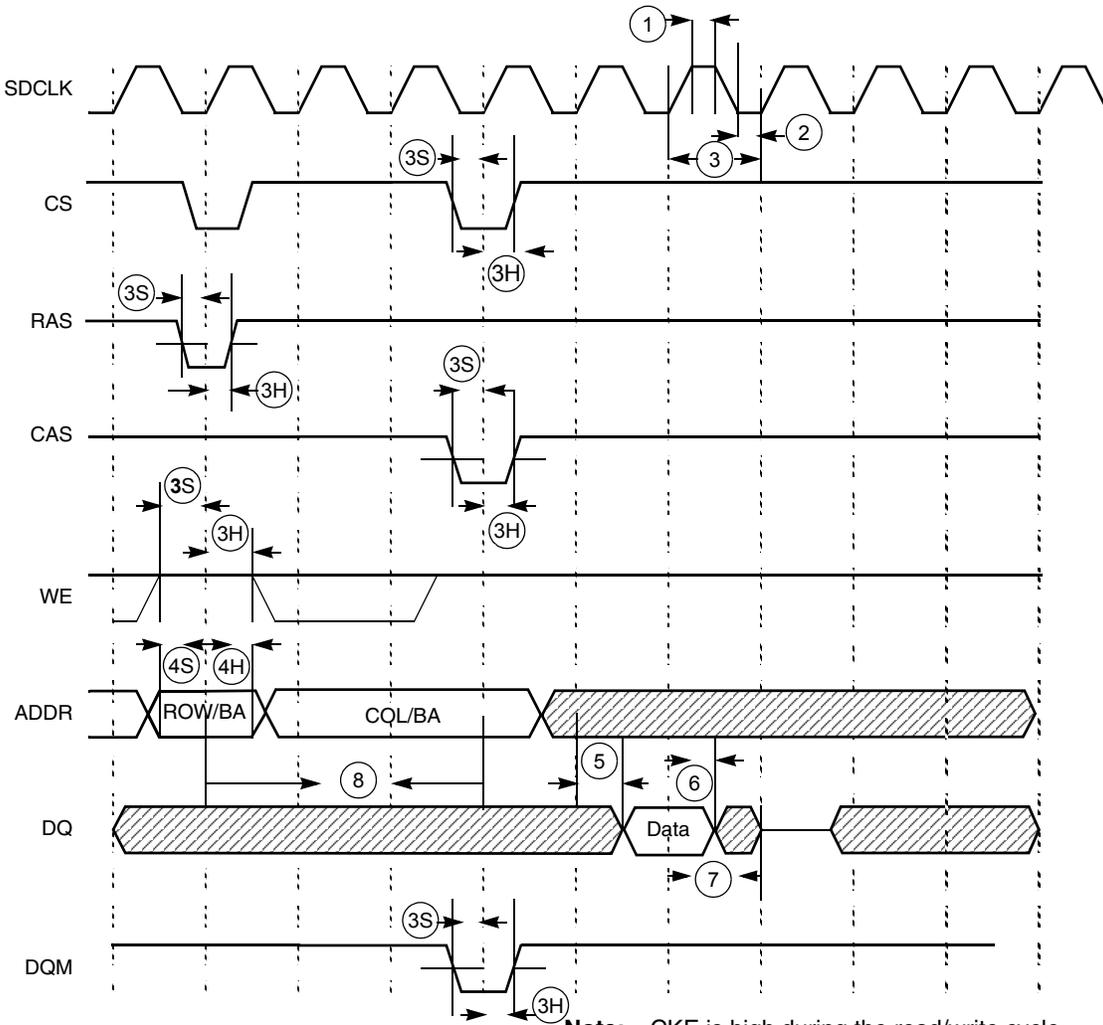 1
SDCLK
2
3S
3
CS
3H
3S
RAS
3S
3H
CAS
3S
3H
3H
WE
4S
4H
ROW/BA
COL/BA
ADDR
5
8
6
DQ
Data
7
3S
DQM
3H
Note: CKE is high during the read/write cycle